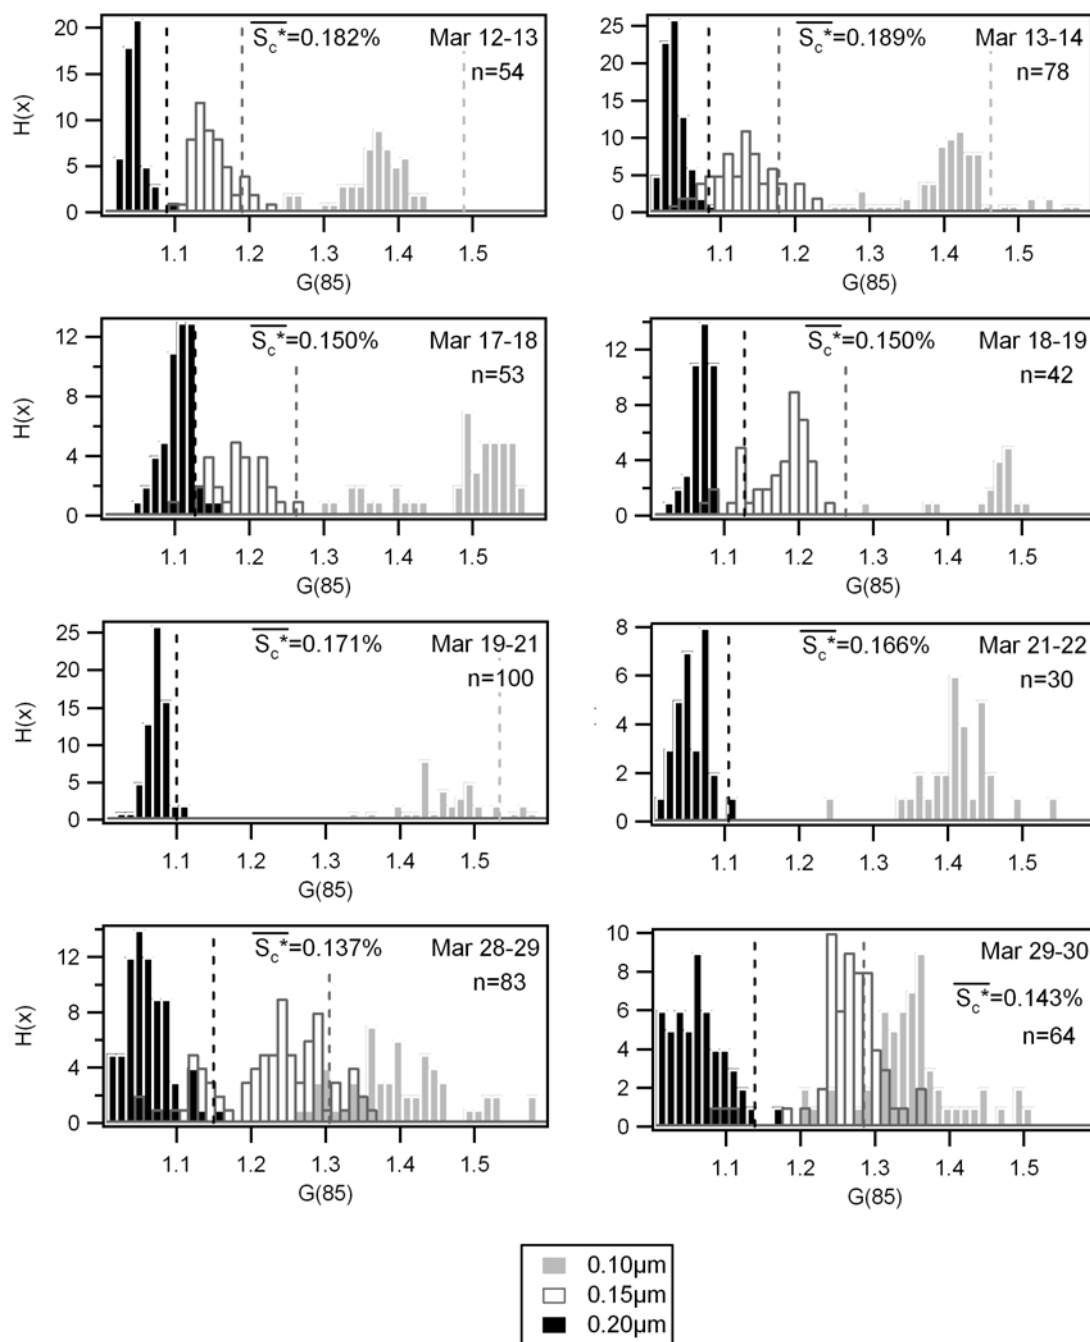 20
15
10
5
0
H(x)
S̅c*=0.182%
Mar 12-13
n=54
1.1 1.2 1.3 1.4 1.5
G(85)
25
20
15
10
5
0
S̅c*=0.189%
Mar 13-14
n=78
1.1 1.2 1.3 1.4 1.5
G(85)
12
8
4
0
H(x)
S̅c*=0.150%
Mar 17-18
n=53
1.1 1.2 1.3 1.4 1.5
G(85)
12
8
4
0
S̅c*=0.150%
Mar 18-19
n=42
1.1 1.2 1.3 1.4 1.5
G(85)
25
20
15
10
5
0
H(x)
S̅c*=0.171%
Mar 19-21
n=100
1.1 1.2 1.3 1.4 1.5
G(85)
8
6
4
2
0
S̅c*=0.166%
Mar 21-22
n=30
1.1 1.2 1.3 1.4 1.5
G(85)
12
8
4
0
H(x)
S̅c*=0.137%
Mar 28-29
n=83
1.1 1.2 1.3 1.4 1.5
G(85)
10
8
6
4
2
0
Mar 29-30
S̅c*=0.143%
n=64
1.1 1.2 1.3 1.4 1.5
G(85)
0.10µm
0.15µm
0.20µm